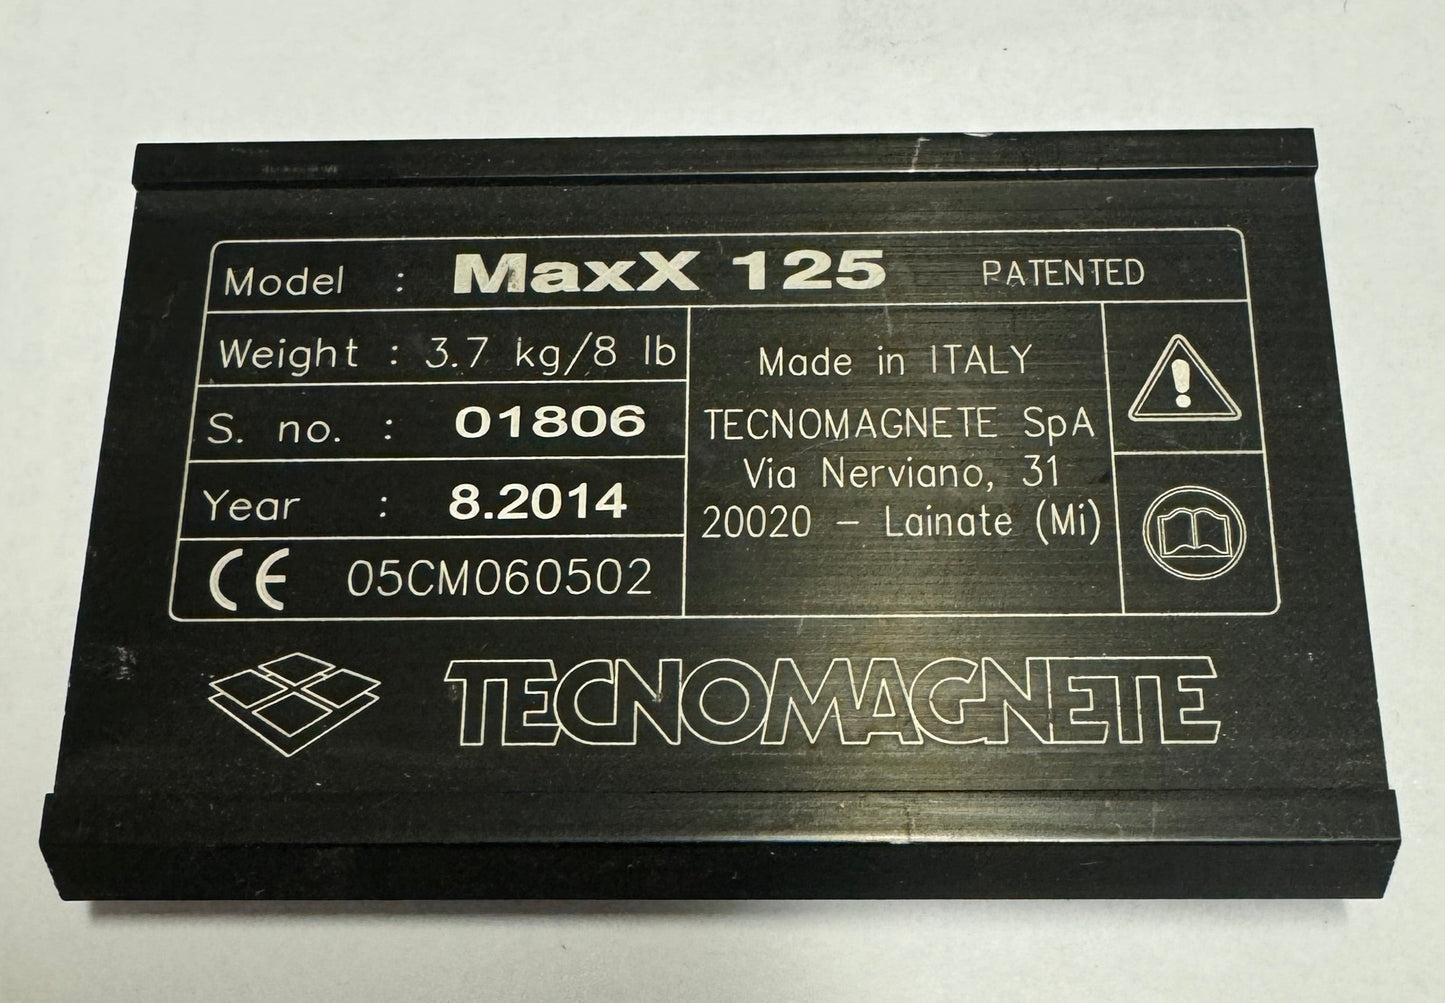 Model : MaxX 125 PATENTED
Weight : 3.7 kg/8 lb
S. no. : 01806
Year : 8.2014
CE 05CM060502
Made in ITALY
TECNOMAGNETE SpA
Via Nerviano, 31
20020 - Lainate (Mi)
TECNOMAGNETE